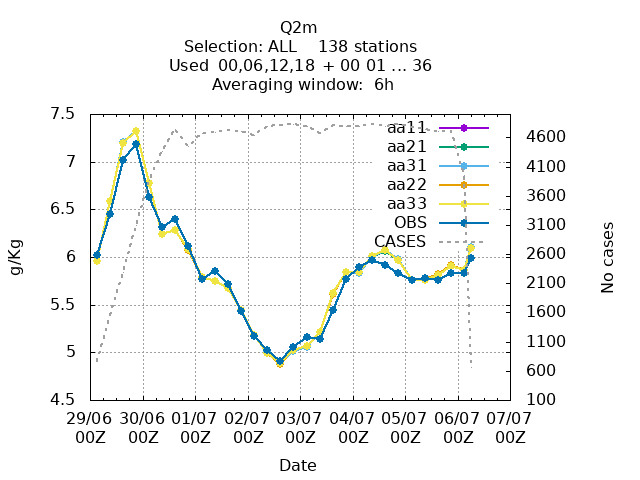 Q2m
Selection: ALL    138 stations
Used  00,06,12,18  + 00 01 ... 36
Averaging window:  6h
7.5
7
6.5
6
5.5
5
4.5
g/Kg
aa11
aa21
aa31
aa22
aa33
OBS
CASES
4600
4100
3600
3100
2600
2100
1600
1100
600
100
No cases
29/06 30/06 01/07 02/07 03/07 04/07 05/07 06/07 07/07
00Z 00Z 00Z 00Z 00Z 00Z 00Z 00Z 00Z
Date